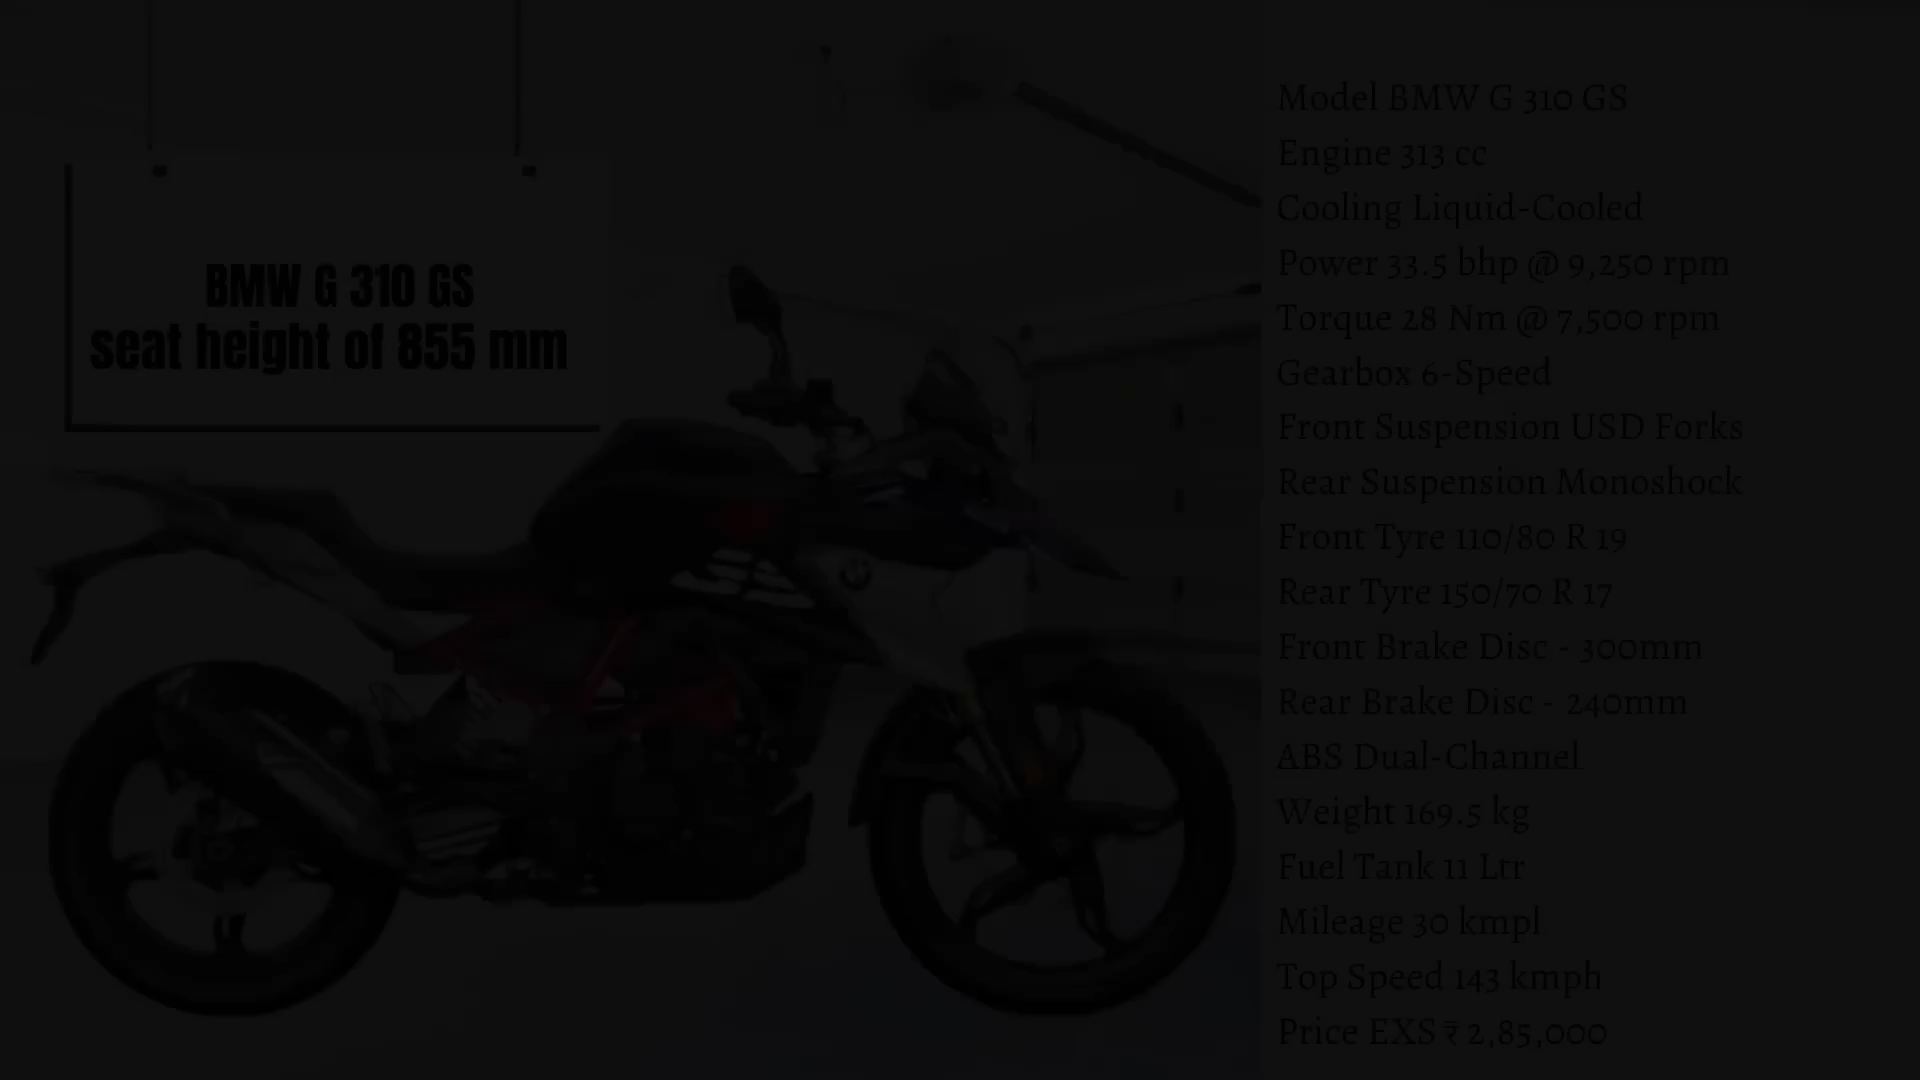 BMW G 310 GS
seat height of 855 mm
Model BMW G 310 GS
Engine 313 cc
Cooling Liquid-Cooled
Power 33.5 bhp @ 9,250 rpm
Torque 28 Nm @ 7,500 rpm
Gearbox 6-Speed
Front Suspension USD Forks
Rear Suspension Monoshock
Front Tyre 110/80 R 19
Rear Tyre 150/70 R 17
Front Brake Disc - 300mm
Rear Brake Disc - 240mm
ABS Dual-Channel
Weight 169.5 kg
Fuel Tank 11 Ltr
Mileage 30 kmpl
Top Speed 143 kmph
Price EXS ₹ 2,85,000